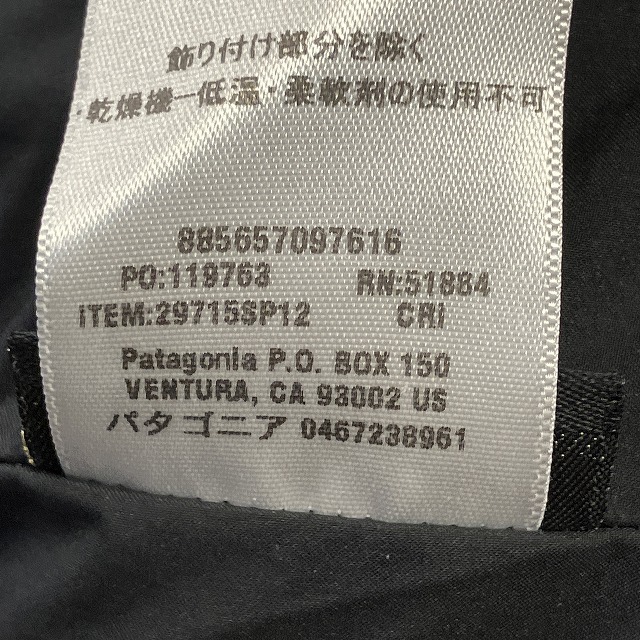 飾り付け部分を除く
・乾燥機ー低温・柔軟剤の使用不可
885657097616
PO:119763 RN:51884
ITEM:29715SP12 CRI
Patagonia P.O. BOX 150
VENTURA, CA 93002 US
パタゴニア 0467238961